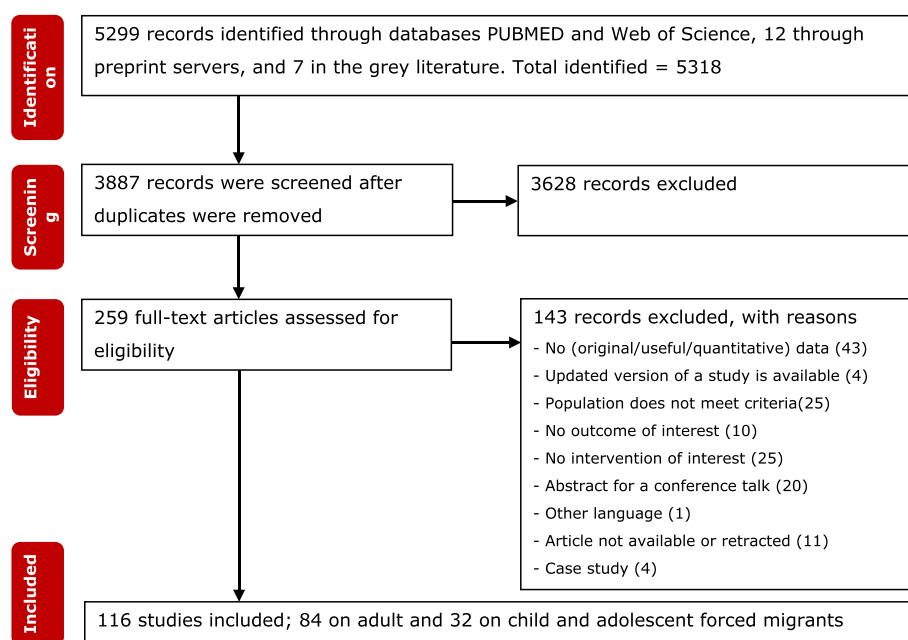 Identificati
on
5299 records identified through databases PUBMED and Web of Science, 12 through
preprint servers, and 7 in the grey literature. Total identified = 5318
Screenin
g
3887 records were screened after
duplicates were removed
3628 records excluded
Eligibility
259 full-text articles assessed for
eligibility
143 records excluded, with reasons
- No (original/useful/quantitative) data (43)
- Updated version of a study is available (4)
- Population does not meet criteria(25)
- No outcome of interest (10)
- No intervention of interest (25)
- Abstract for a conference talk (20)
- Other language (1)
- Article not available or retracted (11)
- Case study (4)
Included
116 studies included; 84 on adult and 32 on child and adolescent forced migrants